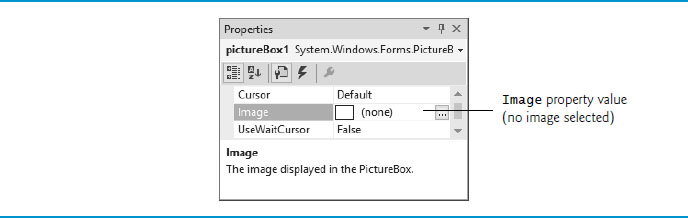 Properties
pictureBox1 System.Windows.Forms.PictureB
Cursor Default
Image (none) ...
UseWaitCursor False
Image property value
(no image selected)
Image
The image displayed in the PictureBox.